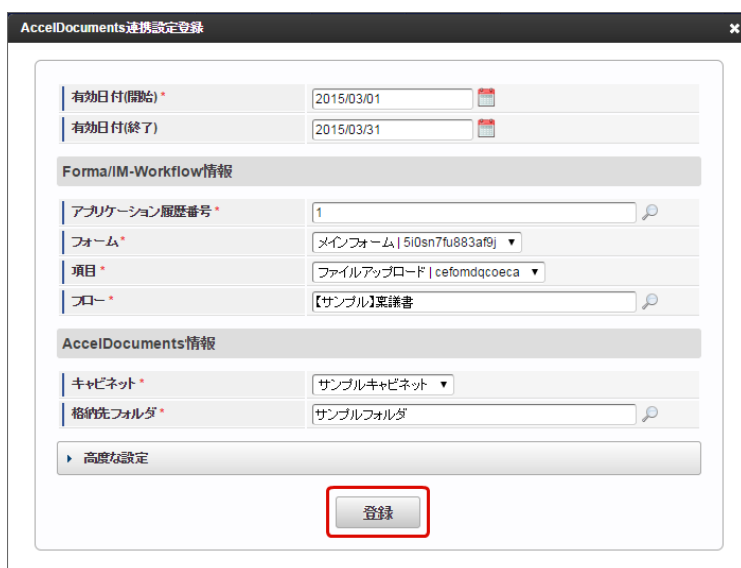 AccelDocuments連携設定登録 ×
有効日付(開始) * 2015/03/01
有効日付(終了) 2015/03/31
Forma/IM-Workflow情報
アプリケーション履歴番号 * 1
フォーム * メインフォーム | 5i0sn7fu883af9j ▼
項目 * ファイルアップロード | cefomdqcoeca ▼
フロー * 【サンプル】稟議書
AccelDocuments情報
キャビネット * サンプルキャビネット ▼
格納先フォルダ * サンプルフォルダ
高度な設定
登録